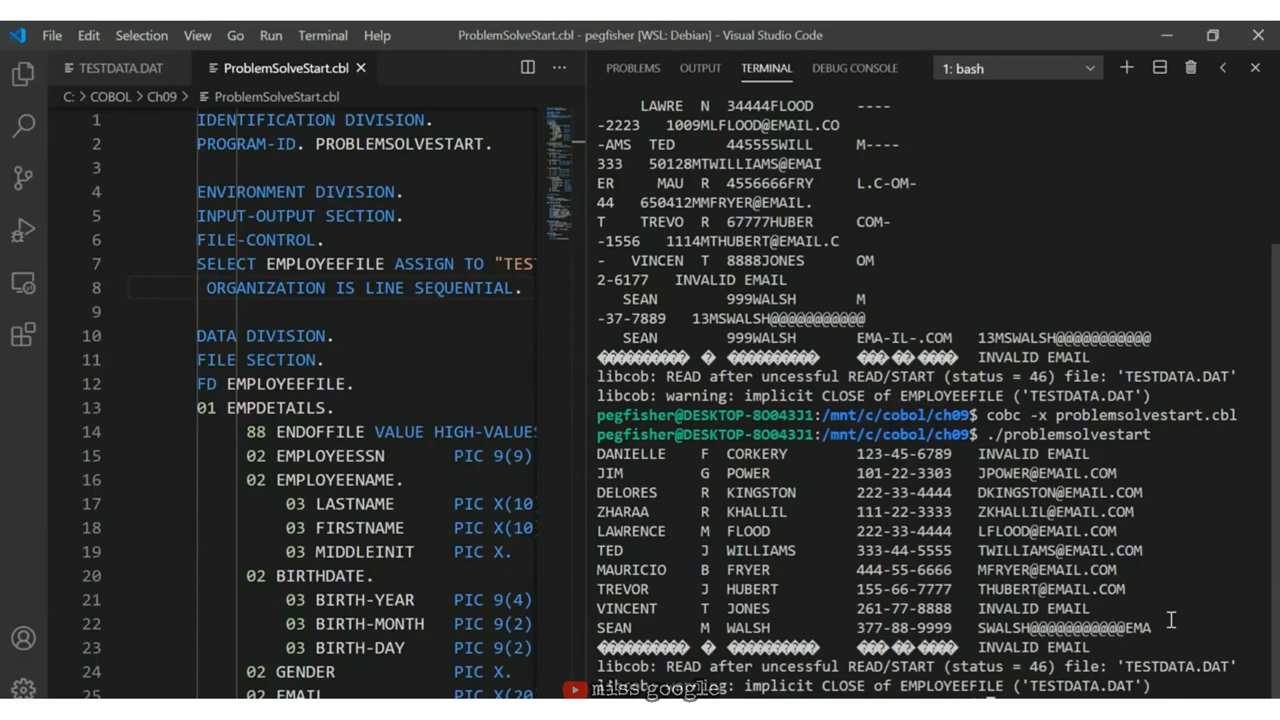 File Edit Selection View Go Run Terminal Help ProblemSolveStart.cbl - pegfisher [WSL: Debian] - Visual Studio Code
TESTDATA.DAT ProblemSolveStart.cbl
C: > COBOL > Ch09 > ProblemSolveStart.cbl
1 IDENTIFICATION DIVISION.
2 PROGRAM-ID. PROBLEMSOLVESTART.
3
4 ENVIRONMENT DIVISION.
5 INPUT-OUTPUT SECTION.
6 FILE-CONTROL.
7 SELECT EMPLOYEEFILE ASSIGN TO "TES
8 ORGANIZATION IS LINE SEQUENTIAL.
9
10 DATA DIVISION.
11 FILE SECTION.
12 FD EMPLOYEEFILE.
13 01 EMPDETAILS.
14 88 ENDOFFILE VALUE HIGH-VALUES
15 02 EMPLOYEESSN PIC 9(9)
16 02 EMPLOYEENAME.
17 03 LASTNAME PIC X(10
18 03 FIRSTNAME PIC X(10
19 03 MIDDLEINIT PIC X.
20 02 BIRTHDATE.
21 03 BIRTH-YEAR PIC 9(4)
22 03 BIRTH-MONTH PIC 9(2)
23 03 BIRTH-DAY PIC 9(2)
24 02 GENDER PIC X.
25 02 EMAIL PIC X(20
PROBLEMS OUTPUT TERMINAL DEBUG CONSOLE 1: bash
LAWRE N 34444FLOOD ----
-2223 1009MLFLOOD@EMAIL.CO
-AMS TED 445555WILL M----
333 50128MTWILLIAMS@EMAI
ER MAU R 4556666FRY L.C-OM-
44 650412MMFRYER@EMAIL.
T TREVO R 67777HUBER COM-
-1556 1114MTHUBERT@EMAIL.C
- VINCEN T 8888JONES OM
2-6177 INVALID EMAIL
SEAN 999WALSH M
-37-7889 13MSWALSH@@@@@@@@@@@
SEAN 999WALSH EMA-IL-.COM 13MSWALSH@@@@@@@@@@@
����������� � ����������� ���-��-���� INVALID EMAIL
libcob: READ after uncessful READ/START (status = 46) file: 'TESTDATA.DAT'
libcob: warning: implicit CLOSE of EMPLOYEEFILE ('TESTDATA.DAT')
pegfisher@DESKTOP-8O043J1:/mnt/c/cobol/ch09$ cobc -x problemsolvestart.cbl
pegfisher@DESKTOP-8O043J1:/mnt/c/cobol/ch09$ ./problemsolvestart
DANIELLE F CORKERY 123-45-6789 INVALID EMAIL
JIM G POWER 101-22-3303 JPOWER@EMAIL.COM
DELORES R KINGSTON 222-33-4444 DKINGSTON@EMAIL.COM
ZHARAA R KHALLIL 111-22-3333 ZKHALLIL@EMAIL.COM
LAWRENCE M FLOOD 222-33-4444 LFLOOD@EMAIL.COM
TED J WILLIAMS 333-44-5555 TWILLIAMS@EMAIL.COM
MAURICIO B FRYER 444-55-6666 MFRYER@EMAIL.COM
TREVOR J HUBERT 155-66-7777 THUBERT@EMAIL.COM
VINCENT T JONES 261-77-8888 INVALID EMAIL
SEAN M WALSH 377-88-9999 SWALSH@@@@@@@@@@@EMA
����������� � ����������� ���-��-���� INVALID EMAIL
libcob: READ after uncessful READ/START (status = 46) file: 'TESTDATA.DAT'
implicit CLOSE of EMPLOYEEFILE ('TESTDATA.DAT')
miss google